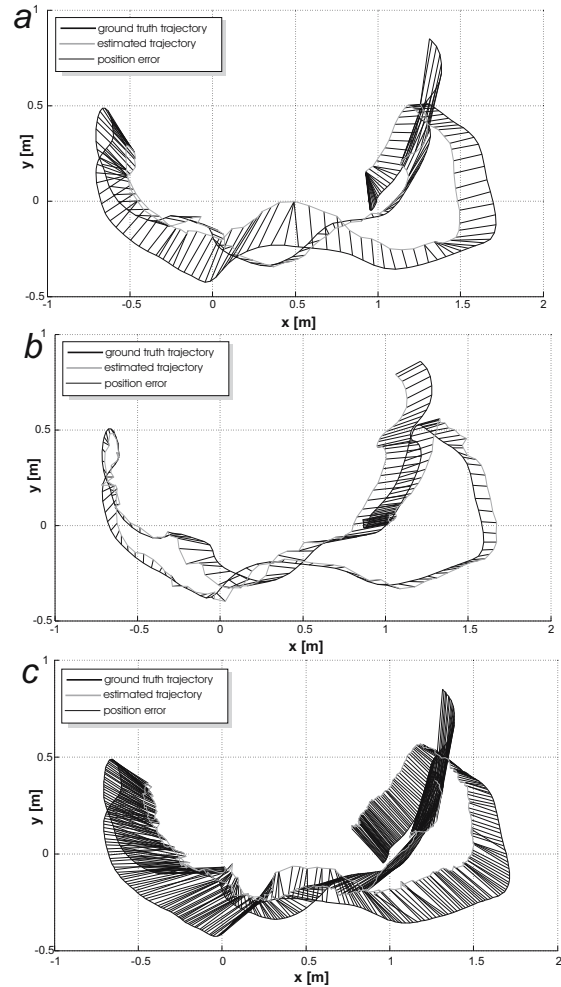 a
1
ground truth trajectory
estimated trajectory
position error
0.5
y [m]
0
-0.5
-1 -0.5 0 0.5 1 1.5 2
x [m]
b
1
ground truth trajectory
estimated trajectory
position error
0.5
y [m]
0
-0.5
-1 -0.5 0 0.5 1 1.5 2
x [m]
c
1
ground truth trajectory
estimated trajectory
position error
0.5
y [m]
0
-0.5
-1 -0.5 0 0.5 1 1.5 2
x [m]